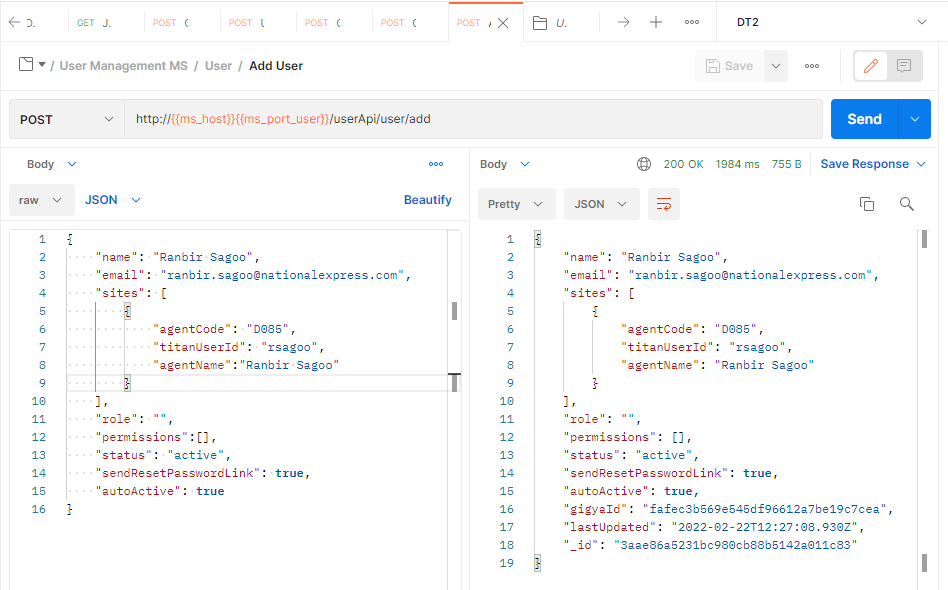 D. GET J. POST ( POST POST ( POST ( POST U. DT2
/ User Management MS / User / Add User Save
POST http://{{ms_host}}{{ms_port_user}}/userApi/user/add Send
Body
raw JSON Beautify
1 {
2 "name": "Ranbir Sagoo",
3 "email": "ranbir.sagoo@nationalexpress.com",
4 "sites": [
5 {
6 "agentCode": "D085",
7 "titanUserId": "rsagoo",
8 "agentName":"Ranbir Sagoo"
9 }
10 ],
11 "role": "",
12 "permissions":[],
13 "status": "active",
14 "sendResetPasswordLink": true,
15 "autoActive": true
16 }
Body 200 OK 1984 ms 755 B Save Response
Pretty JSON
1 {
2 "name": "Ranbir Sagoo",
3 "email": "ranbir.sagoo@nationalexpress.com",
4 "sites": [
5 {
6 "agentCode": "D085",
7 "titanUserId": "rsagoo",
8 "agentName": "Ranbir Sagoo"
9 }
10 ],
11 "role": "",
12 "permissions": [],
13 "status": "active",
14 "sendResetPasswordLink": true,
15 "autoActive": true,
16 "gigyaId": "fafec3b569e545df96612a7be19c7cea",
17 "lastUpdated": "2022-02-22T12:27:08.930Z",
18 "_id": "3aae86a5231bc980cb88b5142a011c83"
19 }